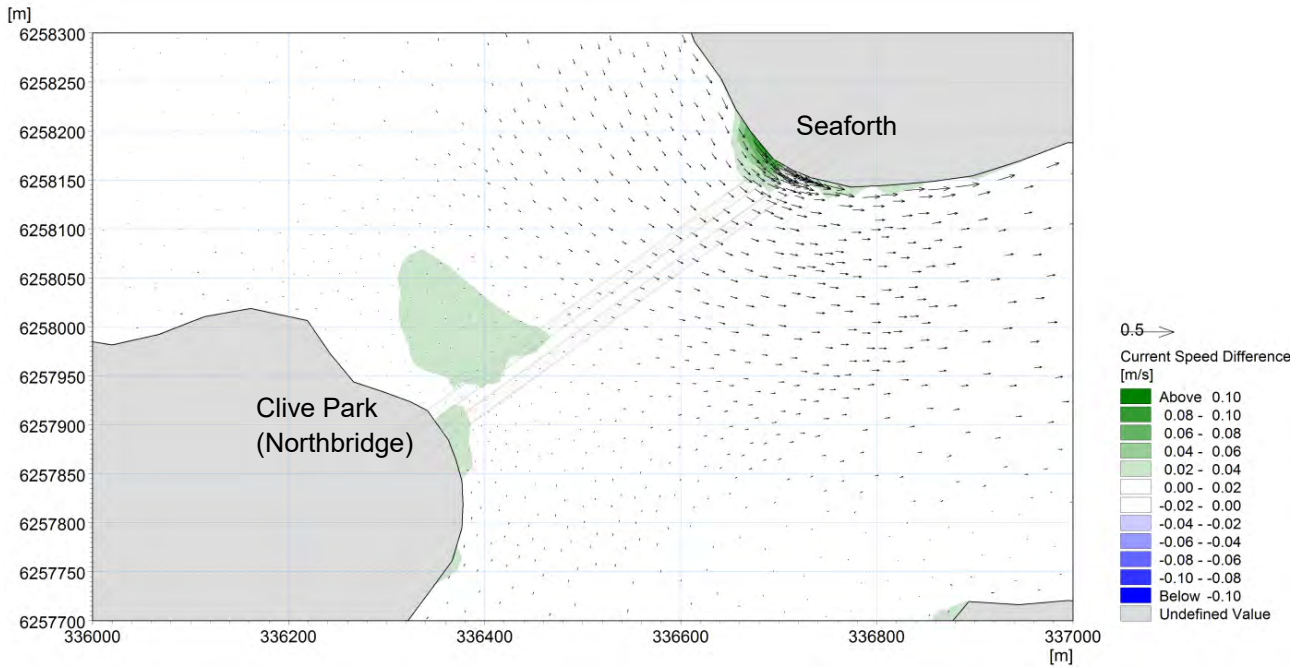 [m]
6258300
6258250
6258200
6258150
6258100
6258050
6258000
6257950
6257900
6257850
6257800
6257750
6257700
336000 336200 336400 336600 336800 337000
[m]
Seaforth
Clive Park
(Northbridge)
0.5
Current Speed Difference
[m/s]
Above 0.10
0.08 - 0.10
0.06 - 0.08
0.04 - 0.06
0.02 - 0.04
0.00 - 0.02
-0.02 - 0.00
-0.04 - -0.02
-0.06 - -0.04
-0.08 - -0.06
-0.10 - -0.08
Below -0.10
Undefined Value